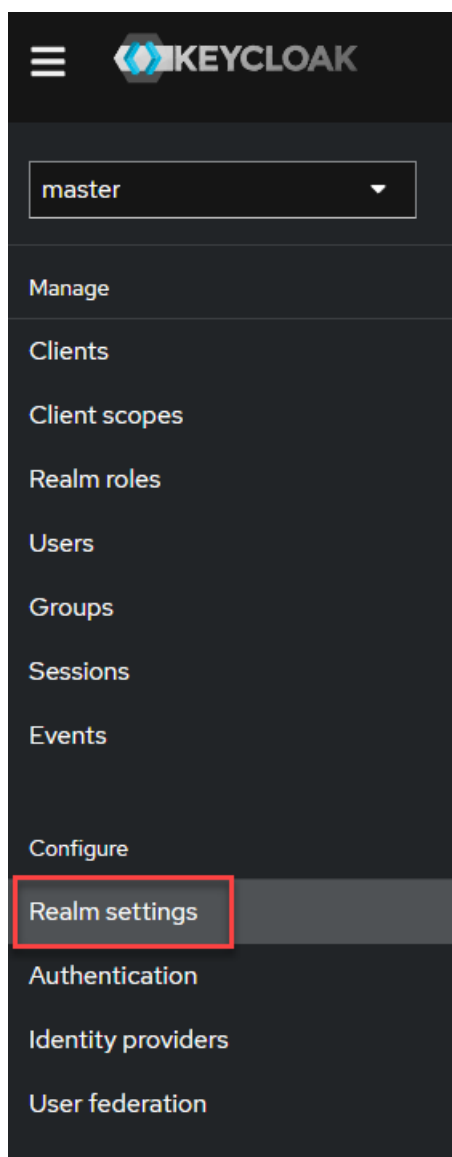 KEYCLOAK
master
Manage
Clients
Client scopes
Realm roles
Users
Groups
Sessions
Events
Configure
Realm settings
Authentication
Identity providers
User federation